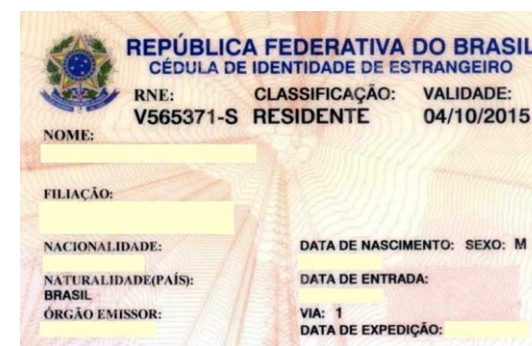 REPÚBLICA FEDERATIVA DO BRASIL
CÉDULA DE IDENTIDADE DE ESTRANGEIRO
RNE: CLASSIFICAÇÃO: VALIDADE:
V565371-S RESIDENTE 04/10/2015
NOME:
FILIAÇÃO:
NACIONALIDADE: DATA DE NASCIMENTO: SEXO: M
NATURALIDADE(PAÍS): DATA DE ENTRADA:
BRASIL
ÓRGÃO EMISSOR: VIA: 1
DATA DE EXPEDIÇÃO: